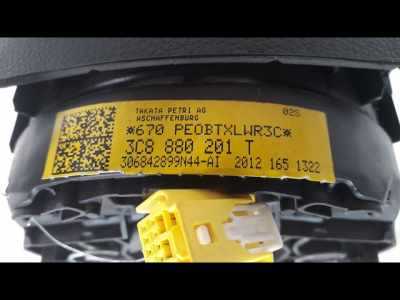 TAKATA PETRI AG 02S
ASCHAFFENBURG
*670 PEOBTXLWR3C*
3C8 880 201 T
306842899N44-AI 2012 165 1322